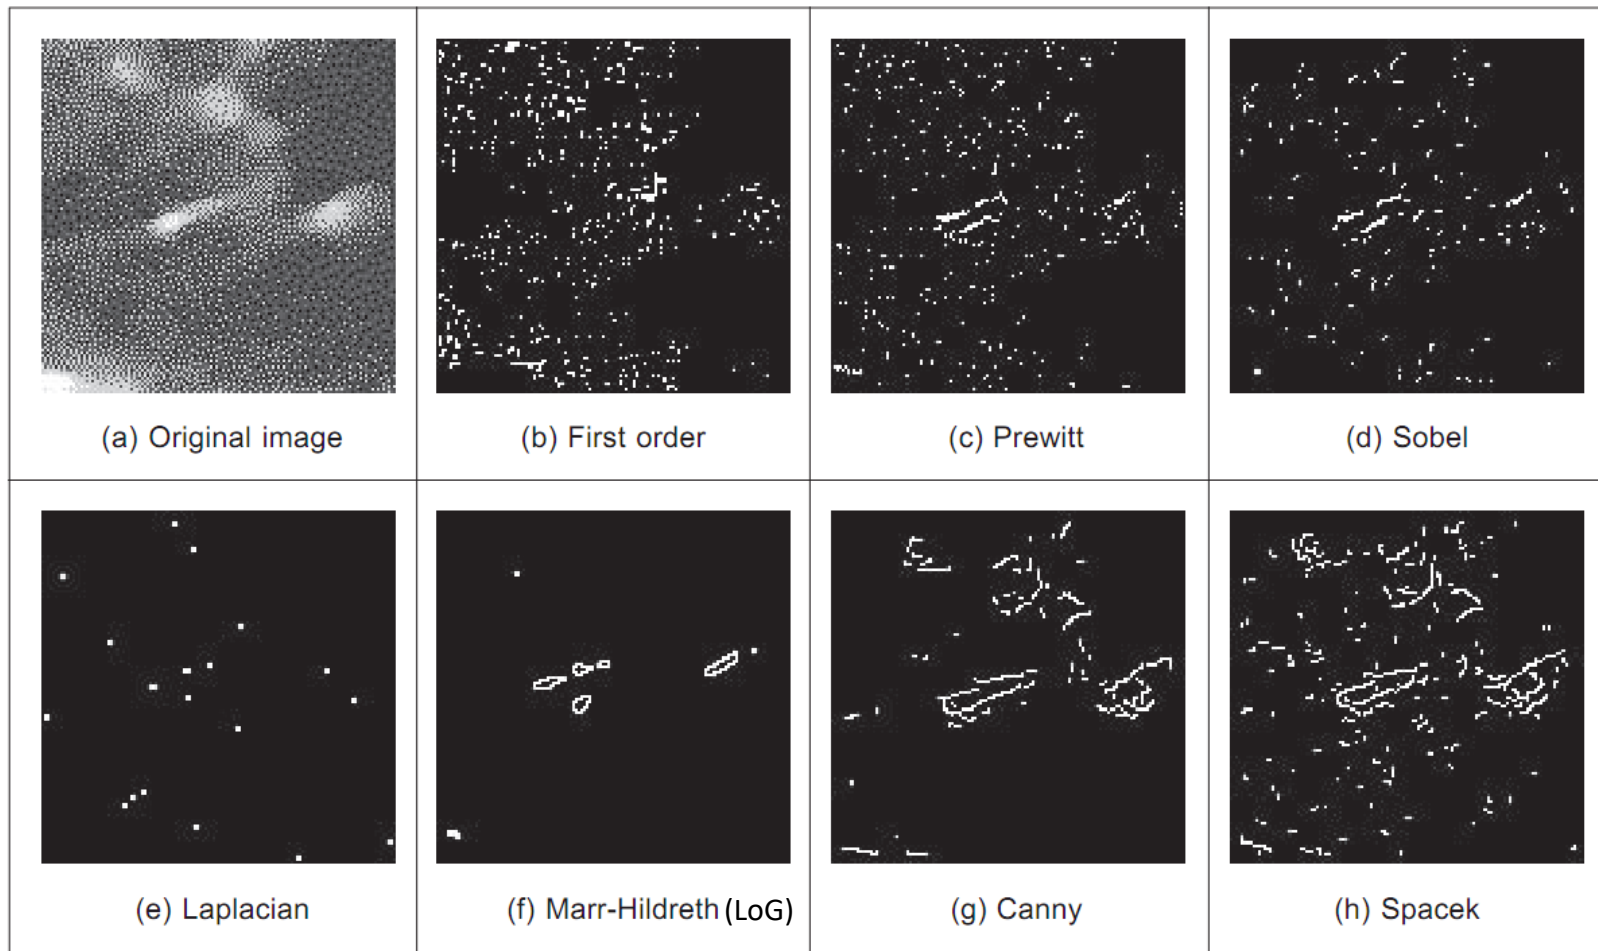 (a) Original image
(b) First order
(c) Prewitt
(d) Sobel
(e) Laplacian
(f) Marr-Hildreth (LoG)
(g) Canny
(h) Spacek